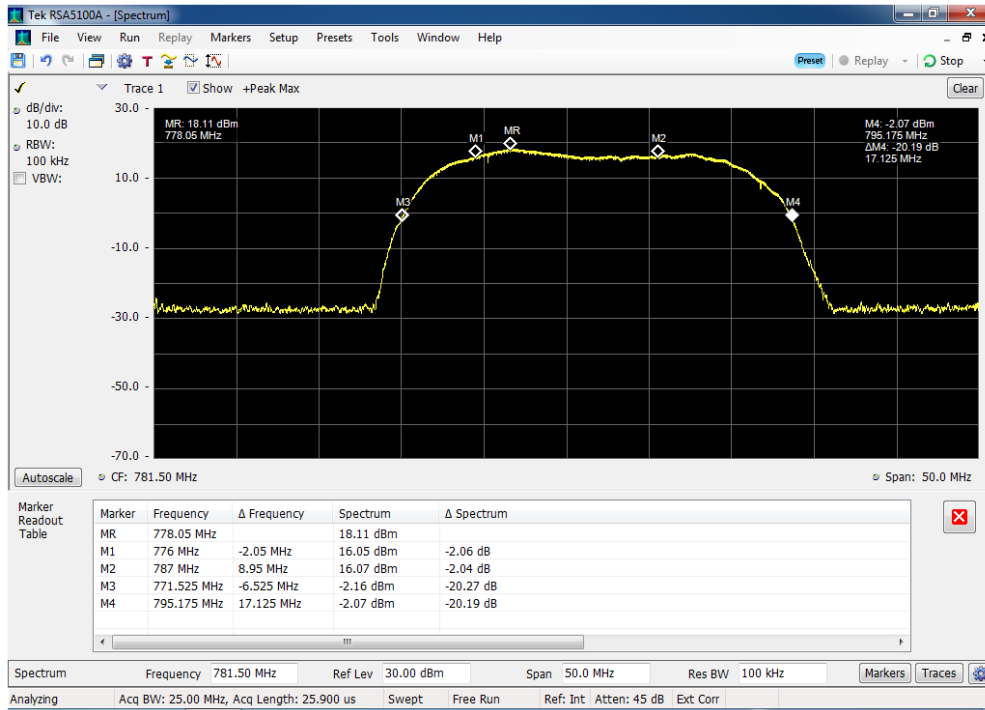 Tek RSA5100A - [Spectrum]
File View Run Replay Markers Setup Presets Tools Window Help
Preset Replay Stop
Trace 1 Show +Peak Max Clear
dB/div:
10.0 dB
RBW:
100 kHz
VBW:
30.0
10.0
-10.0
-30.0
-50.0
-70.0
MR: 18.11 dBm
778.05 MHz
M4: -2.07 dBm
795.175 MHz
ΔM4: -20.19 dB
17.125 MHz
M1
MR
M2
M3
M4
Autoscale CF: 781.50 MHz Span: 50.0 MHz
Marker
Readout
Table
Marker Frequency Δ Frequency Spectrum Δ Spectrum
MR 778.05 MHz 18.11 dBm
M1 776 MHz -2.05 MHz 16.05 dBm -2.06 dB
M2 787 MHz 8.95 MHz 16.07 dBm -2.04 dB
M3 771.525 MHz -6.525 MHz -2.16 dBm -20.27 dB
M4 795.175 MHz 17.125 MHz -2.07 dBm -20.19 dB
Spectrum Frequency 781.50 MHz Ref Lev 30.00 dBm Span 50.0 MHz Res BW 100 kHz Markers Traces
Analyzing Acq BW: 25.00 MHz, Acq Length: 25.900 us Swept Free Run Ref: Int Atten: 45 dB Ext Corr